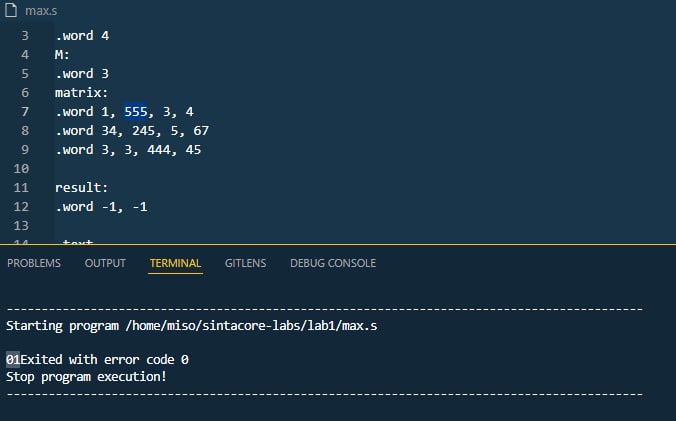 max.s
3 .word 4
4 M:
5 .word 3
6 matrix:
7 .word 1, 555, 3, 4
8 .word 34, 245, 5, 67
9 .word 3, 3, 444, 45
10
11 result:
12 .word -1, -1
13
14 .text
PROBLEMS OUTPUT TERMINAL GITLENS DEBUG CONSOLE
--------------------------------------------------------------------------------
Starting program /home/miso/sintacore-labs/lab1/max.s
01Exited with error code 0
Stop program execution!
--------------------------------------------------------------------------------